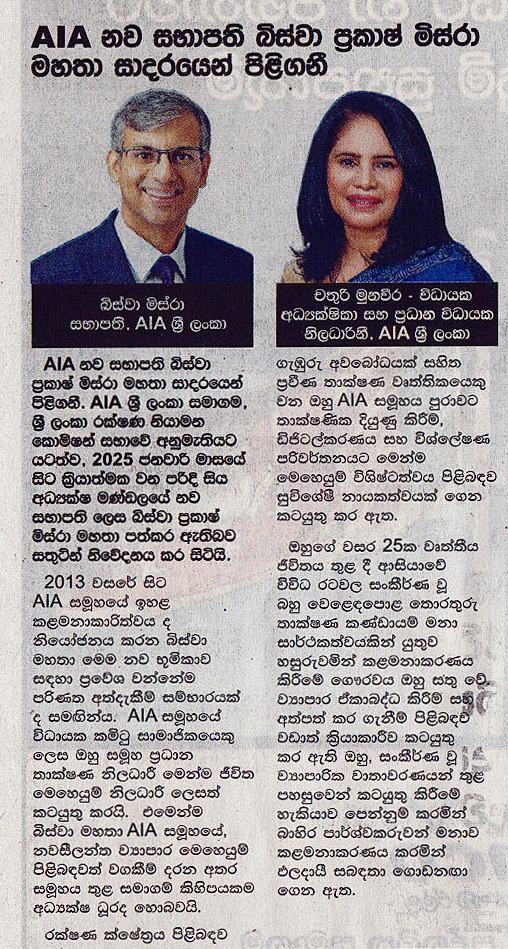 AIA නව සභාපති බිස්වා ප්‍රකාෂ් මිස්රා
මහතා සාදරයෙන් පිළිගනී
බිස්වා මිස්රා
සභාපති, AIA ශ්‍රී ලංකා
චතුරි මුනවීර - විධායක
අධ්‍යක්ෂිකා සහ ප්‍රධාන විධායක
නිලධාරිනී, AIA ශ්‍රී ලංකා
AIA නව සභාපති බිස්වා
ප්‍රකාෂ් මිස්රා මහතා සාදරයෙන්
පිළිගනී. AIA ශ්‍රී ලංකා සමාගම,
ශ්‍රී ලංකා රක්ෂණ නියාමන
කොමිෂන් සභාවේ අනුමැතියට
යටත්ව, 2025 ජනවාරි මාසයේ
සිට ක්‍රියාත්මක වන පරිදි සිය
අධ්‍යක්ෂ මණ්ඩලයේ නව
සභාපති ලෙස බිස්වා ප්‍රකාෂ්
මිස්රා මහතා පත්කර ඇතිබව
සතුටින් නිවේදනය කර සිටියි.
2013 වසරේ සිට
AIA සමූහයේ ඉහළ
කළමනාකාරිත්වය ද
නියෝජනය කරන බිස්වා
මහතා මෙම නව භූමිකාව
සඳහා ප්‍රවේශ වන්නේම
පරිණත අත්දැකීම් සම්භාරයක්
ද සමඟින්ය. AIA සමූහයේ
විධායක කමිටු සාමාජිකයෙකු
ලෙස ඔහු සමූහ ප්‍රධාන
තාක්ෂණ නිලධාරී මෙන්ම ජීවිත
මෙහෙයුම් නිලධාරී ලෙසත්
කටයුතු කරයි. එමෙන්ම
බිස්වා මහතා AIA සමූහයේ,
නවසීලන්ත ව්‍යාපාර මෙහෙයුම්
පිළිබඳවත් වගකීම් දරන අතර
සමූහය තුළ සමාගම් කිහිපයකම
අධ්‍යක්ෂ ධූරද හොබවයි.
රක්ෂණ ක්ෂේත්‍රය පිළිබඳව
ගැඹුරු අවබෝධයක් සහිත
ප්‍රවීණ තාක්ෂණ වෘත්තිකයෙකු
වන ඔහු AIA සමූහය පුරාවට
තාක්ෂණික දියුණු කිරීම්,
ඩිජිටල්කරණය සහ විශ්ලේෂණ
පරිවර්තනයට මෙන්ම
මෙහෙයුම් විශිෂ්ටත්වය පිළිබඳව
සුවිශේෂී නායකත්වයක් ගෙන
කටයුතු කර ඇත.
ඔහුගේ වසර 25ක වෘත්තීය
ජීවිතය තුළ දී ආසියාවේ
විවිධ රටවල සංකීර්ණ වූ
බහු වෙළෙඳපොළ තොරතුරු
තාක්ෂණ කණ්ඩායම් මනා
සාර්ථකත්වයකින් යුතුව
හසුරුවමින් කළමනාකරණය
කිරීමේ ගෞරවය ඔහු සතු වේ.
ව්‍යාපාර ඒකාබද්ධ කිරීම් සහ
අත්පත් කර ගැනීම් පිළිබඳව
වඩාත් ක්‍රියාකාරීව කටයුතු
කර ඇති ඔහු, සංකීර්ණ වූ
ව්‍යාපාරික වාතාවරණයන් තුළ
පහසුවෙන් කටයුතු කිරීමේ
හැකියාව පෙන්නුම් කරමින්
බාහිර පාර්ශ්වකරුවන් මනාව
කළමනාකරණය කරමින්
ඵලදායී සබඳතා ගොඩනඟා
ගෙන ඇත.